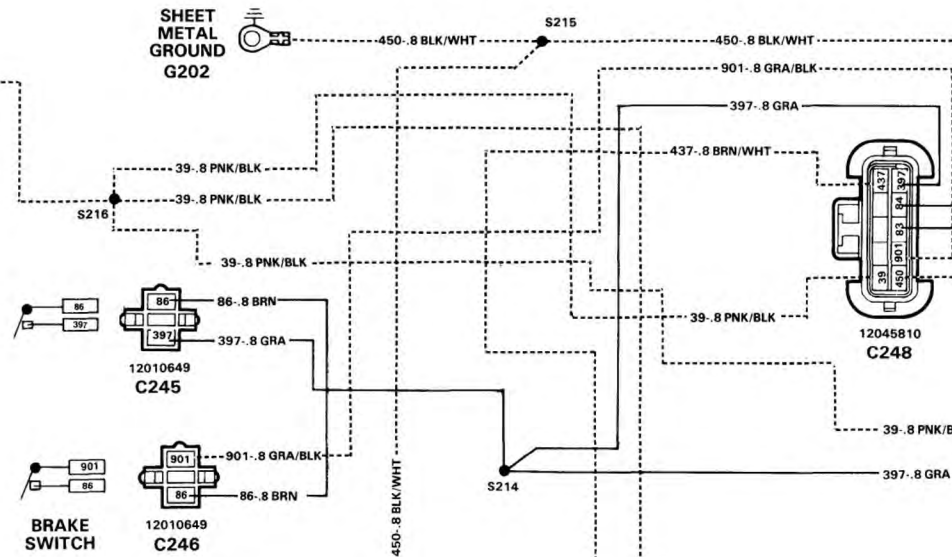 SHEET
METAL
GROUND
G202
450-.8 BLK/WHT
S215
450-.8 BLK/WHT
901-.8 GRA/BLK
397-.8 GRA
437-.8 BRN/WHT
39-.8 PNK/BLK
39-.8 PNK/BLK
S216
39-.8 PNK/BLK
437
397
84
83
901
39
450
39-.8 PNK/BLK
12045810
C248
86
397
86
397
86-.8 BRN
397-.8 GRA
12010649
C245
39-.8 PNK/B
901
86
BRAKE
SWITCH
901
86
901-.8 GRA/BLK
86-.8 BRN
12010649
C246
450-.8 BLK/WHT
S214
397-.8 GRA